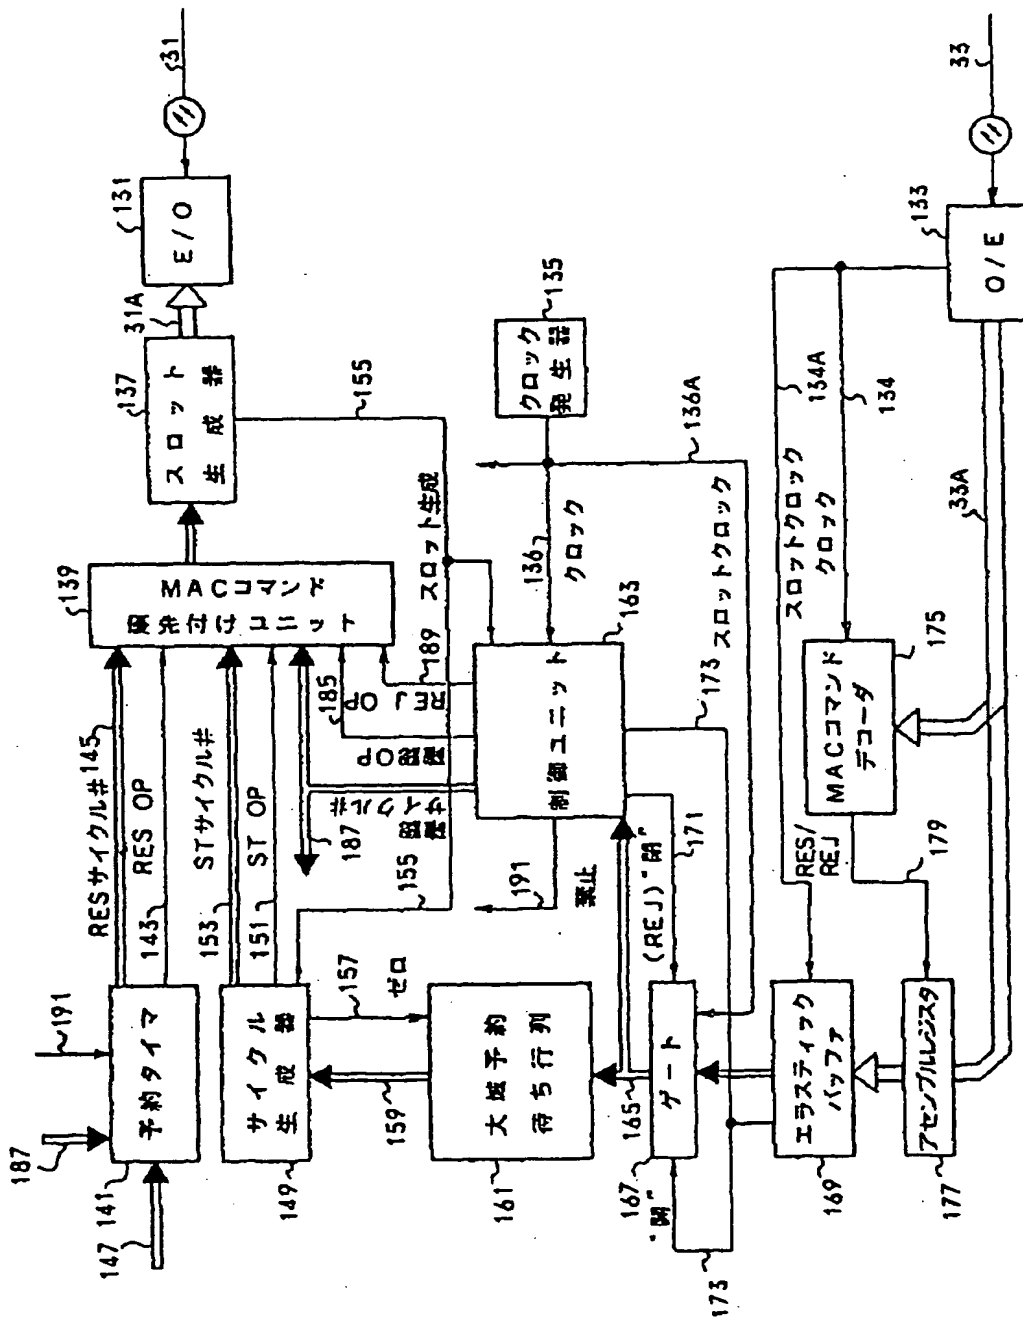 31
E/O
131
31A
スロット
生成器
137
155
スロット生成
MACコマンド
優先付けユニット
139
RESサイクル#
145
RES OP
143
STサイクル#
153
ST OP
151
REJ OP
189
確認OP
185
確認
サイクル#
187
クロック
発生器
135
136A
136
クロック
スロットクロック
制御ユニット
163
173
191
禁止
(REJ)"閉"
171
155
191
187
予約タイマ
141
147
サイクル
生成器
149
157
ゼロ
159
大域予約
待ち行列
161
165
ゲート
167
"開"
173
33
O/E
133
134A
134
スロットクロック
クロック
33A
MACコマンド
デコーダ
175
RES/
REJ
179
エラスティック
バッファ
169
アセンブルレジスタ
177